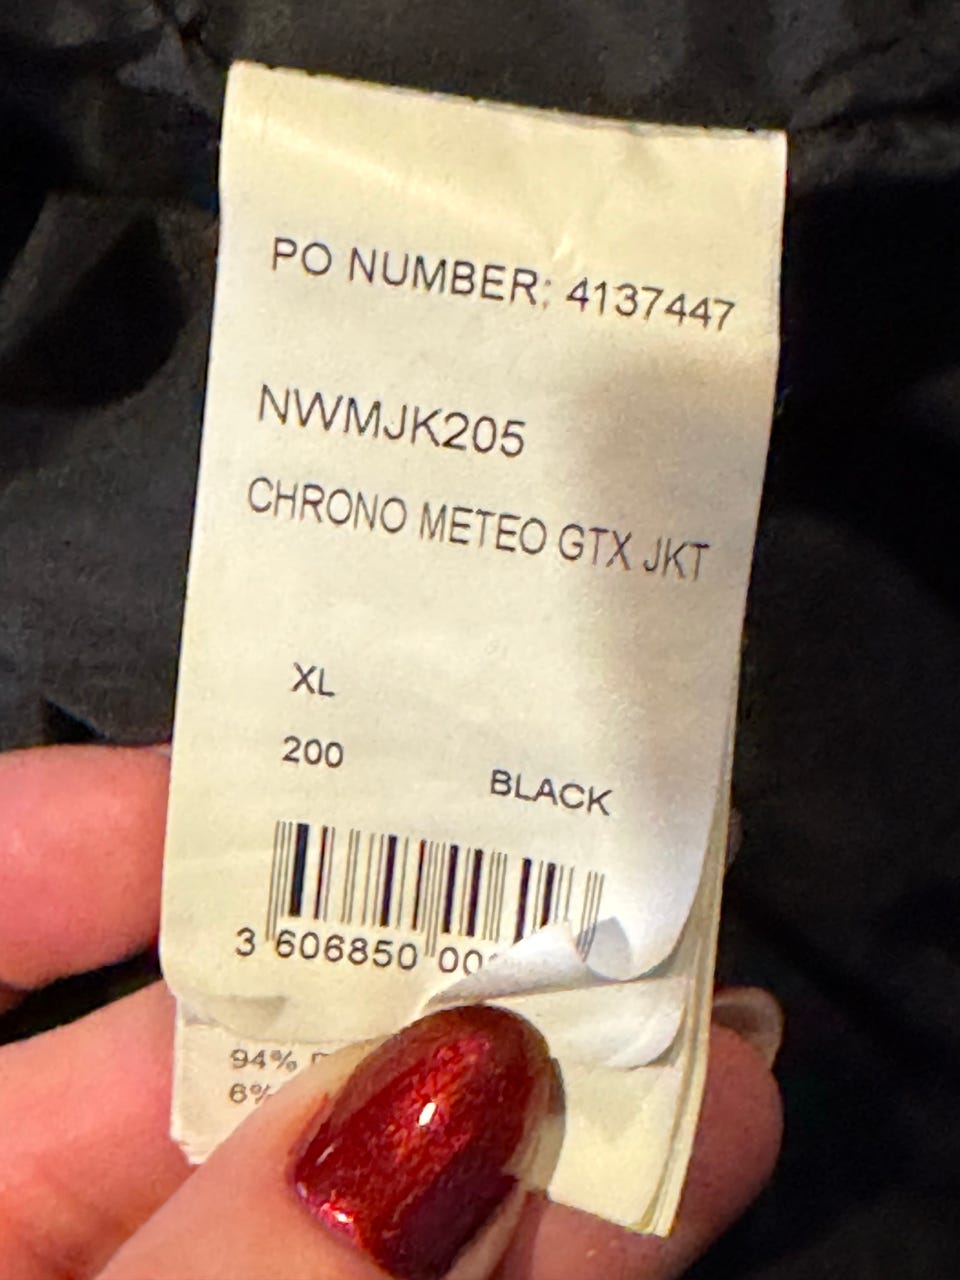 PO NUMBER: 4137447
NWMJK205
CHRONO METEO GTX JKT
XL
200 BLACK
3 606850 00
94%
6%